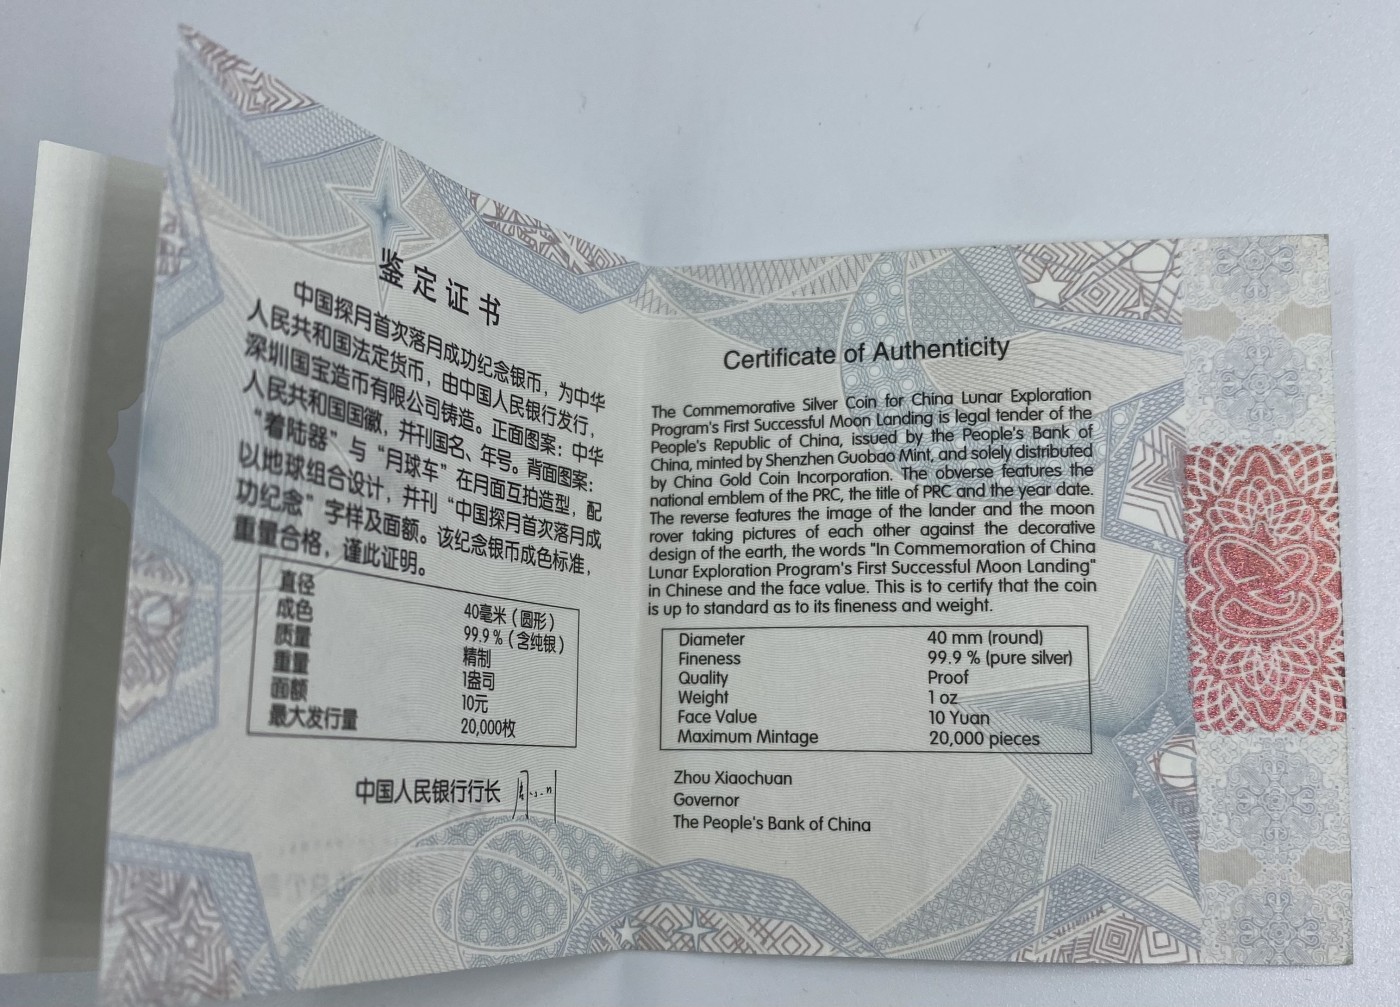 鉴定证书
中国探月首次落月成功纪念银币，为中华
人民共和国法定货币，由中国人民银行发行，
深圳国宝造币有限公司铸造。正面图案：中华
人民共和国国徽，并刊国名、年号。背面图案：
“着陆器”与“月球车”在月面互拍造型，配
以地球组合设计，并刊“中国探月首次落月成
功纪念”字样及面额。该纪念银币成色标准，
重量合格，谨此证明。
直径 40毫米（圆形）
成色 99.9%（含纯银）
质量 精制
重量 1盎司
面额 10元
最大发行量 20,000枚
中国人民银行行长
Certificate of Authenticity
The Commemorative Silver Coin for China Lunar Exploration
Program's First Successful Moon Landing is legal tender of the
People's Republic of China, issued by the People's Bank of
China, minted by Shenzhen Guobao Mint, and solely distributed
by China Gold Coin Incorporation. The obverse features the
national emblem of the PRC, the title of PRC and the year date.
The reverse features the image of the lander and the moon
rover taking pictures of each other against the decorative
design of the earth, the words "In Commemoration of China
Lunar Exploration Program's First Successful Moon Landing"
in Chinese and the face value. This is to certify that the coin
is up to standard as to its fineness and weight.
Diameter 40 mm (round)
Fineness 99.9 % (pure silver)
Quality Proof
Weight 1 oz
Face Value 10 Yuan
Maximum Mintage 20,000 pieces
Zhou Xiaochuan
Governor
The People's Bank of China